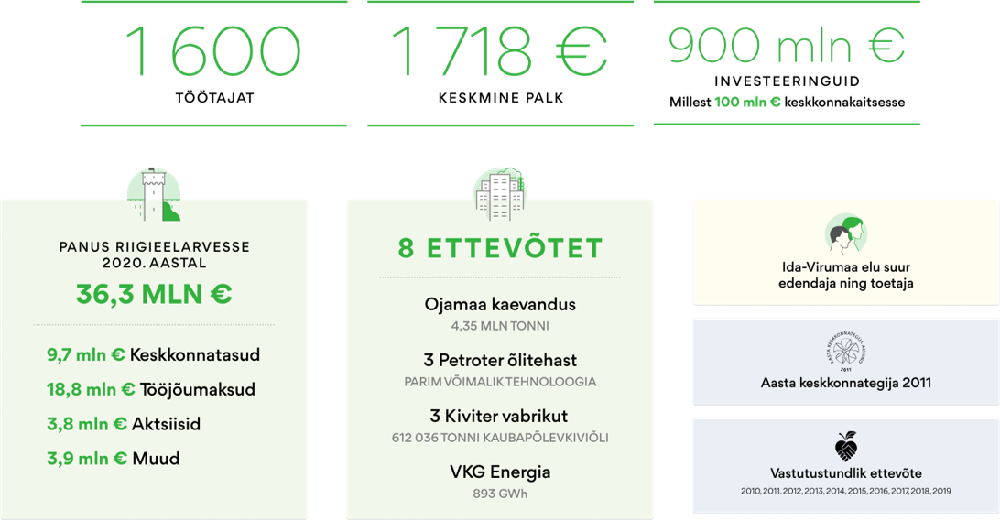 1 600
TÖÖTAJAT
1 718 €
KESKMINE PALK
900 mln €
INVESTEERINGUID
Millest 100 mln € keskkonnakaitsesse
PANUS RIIGIEELARVESSE
2020. AASTAL
36,3 MLN €
9,7 mln € Keskkonnatasud
18,8 mln € Tööjõumaksud
3,8 mln € Aktsiisid
3,9 mln € Muud
8 ETTEVÕTET
Ojamaa kaevandus
4,35 MLN TONNI
3 Petroter õlitehast
PARIM VÕIMALIK TEHNOLOOGIA
3 Kiviter vabrikut
612 036 TONNI KAUBAPÕLEVKIVIÕLI
VKG Energia
893 GWh
Ida-Virumaa elu suur
edendaja ning toetaja
AASTA KESKKONNATEGIJA AUHIND
2011
Aasta keskkonnategija 2011
Vastutustundlik ettevõte
2010, 2011. 2012, 2013, 2014, 2015, 2016, 2017, 2018, 2019